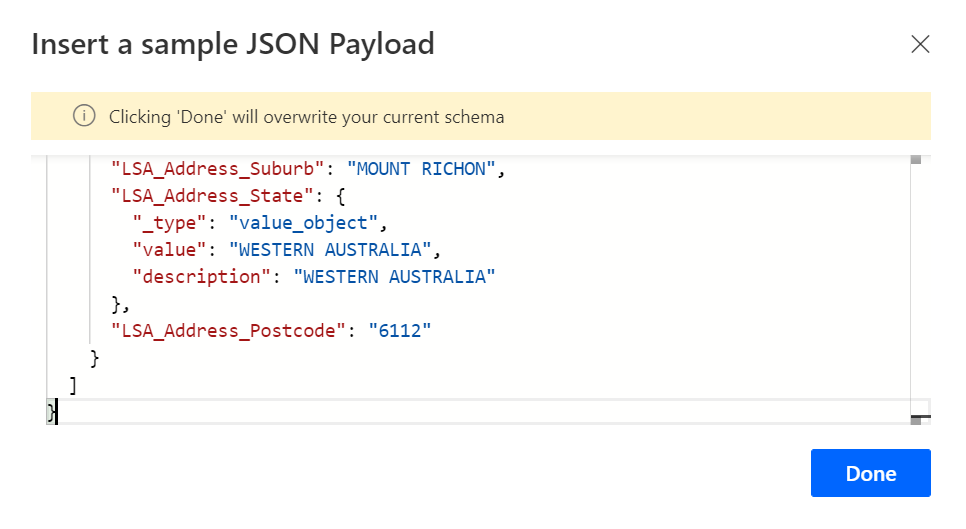 Insert a sample JSON Payload
Clicking 'Done' will overwrite your current schema
"LSA_Address_Suburb": "MOUNT RICHON",
"LSA_Address_State": {
"_type": "value_object",
"value": "WESTERN AUSTRALIA",
"description": "WESTERN AUSTRALIA"
},
"LSA_Address_Postcode": "6112"
}
]
}
Done